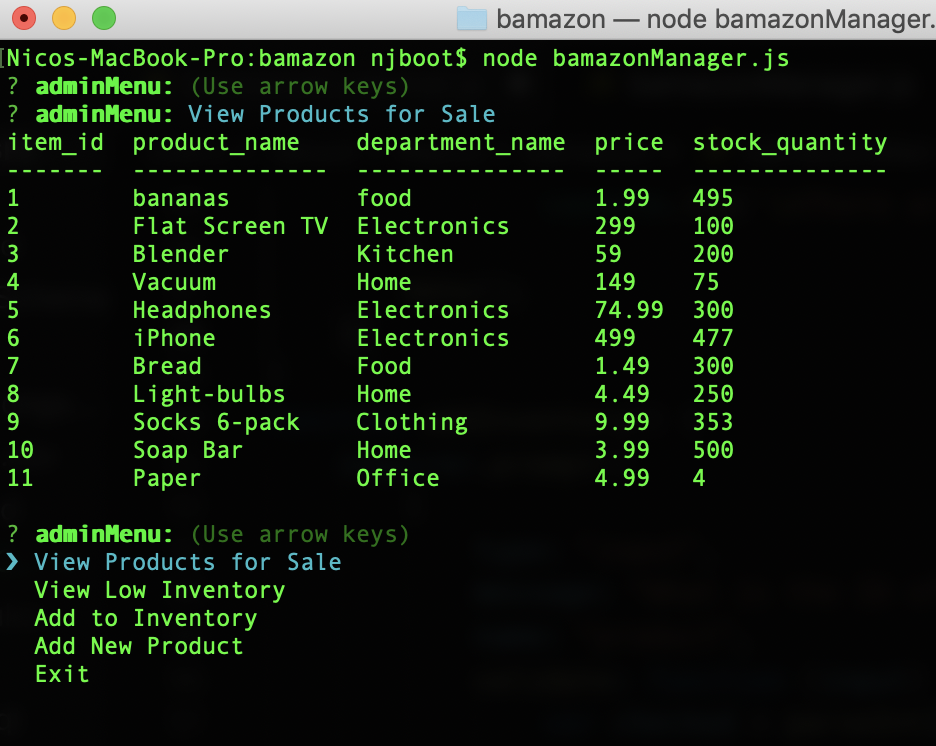 bamazon — node bamazonManager.
[Nicos-MacBook-Pro:bamazon njboot$ node bamazonManager.js
? adminMenu: (Use arrow keys)
? adminMenu: View Products for Sale
item_id  product_name    department_name  price  stock_quantity
-------  --------------  ---------------  -----  --------------
1        bananas         food             1.99   495
2        Flat Screen TV  Electronics      299    100
3        Blender         Kitchen          59     200
4        Vacuum          Home             149    75
5        Headphones      Electronics      74.99  300
6        iPhone          Electronics      499    477
7        Bread           Food             1.49   300
8        Light-bulbs     Home             4.49   250
9        Socks 6-pack    Clothing         9.99   353
10       Soap Bar        Home             3.99   500
11       Paper           Office           4.99   4
? adminMenu: (Use arrow keys)
❯ View Products for Sale
  View Low Inventory
  Add to Inventory
  Add New Product
  Exit